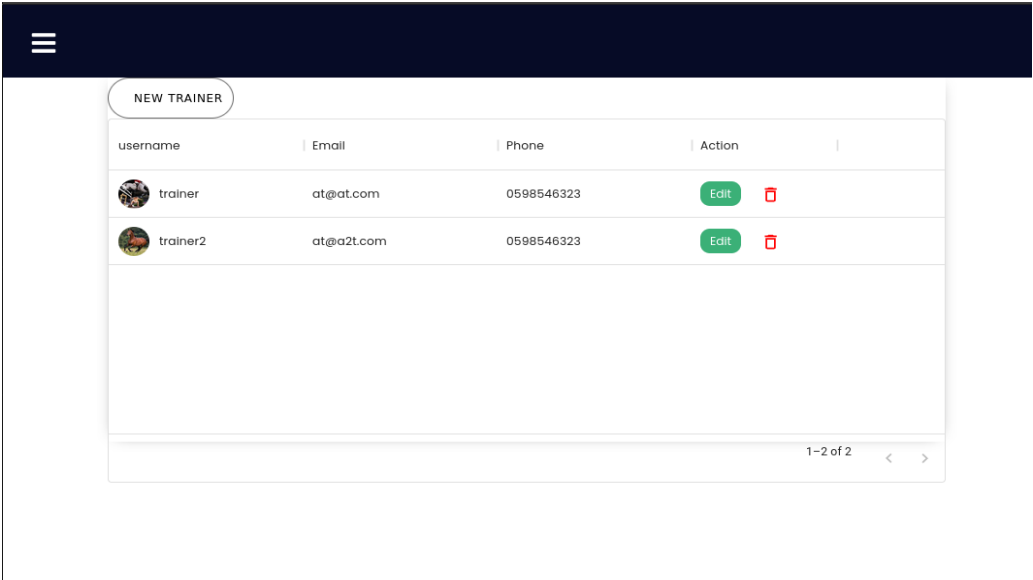 NEW TRAINER
username Email Phone Action
trainer at@at.com 0598546323 Edit
trainer2 at@a2t.com 0598546323 Edit
1–2 of 2